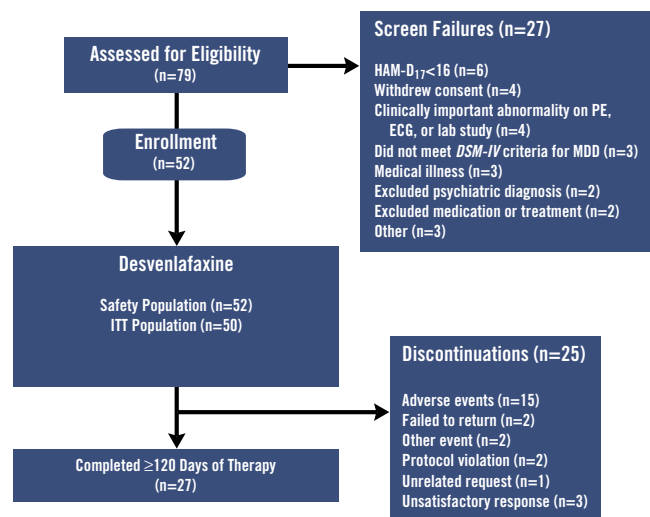 Assessed for Eligibility
(n=79)
Screen Failures (n=27)
HAM-D17<16 (n=6)
Withdrew consent (n=4)
Clinically important abnormality on PE,
ECG, or lab study (n=4)
Did not meet DSM-IV criteria for MDD (n=3)
Medical illness (n=3)
Excluded psychiatric diagnosis (n=2)
Excluded medication or treatment (n=2)
Other (n=3)
Enrollment
(n=52)
Desvenlafaxine
Safety Population (n=52)
ITT Population (n=50)
Discontinuations (n=25)
Adverse events (n=15)
Failed to return (n=2)
Other event (n=2)
Protocol violation (n=2)
Unrelated request (n=1)
Unsatisfactory response (n=3)
Completed ≥120 Days of Therapy
(n=27)